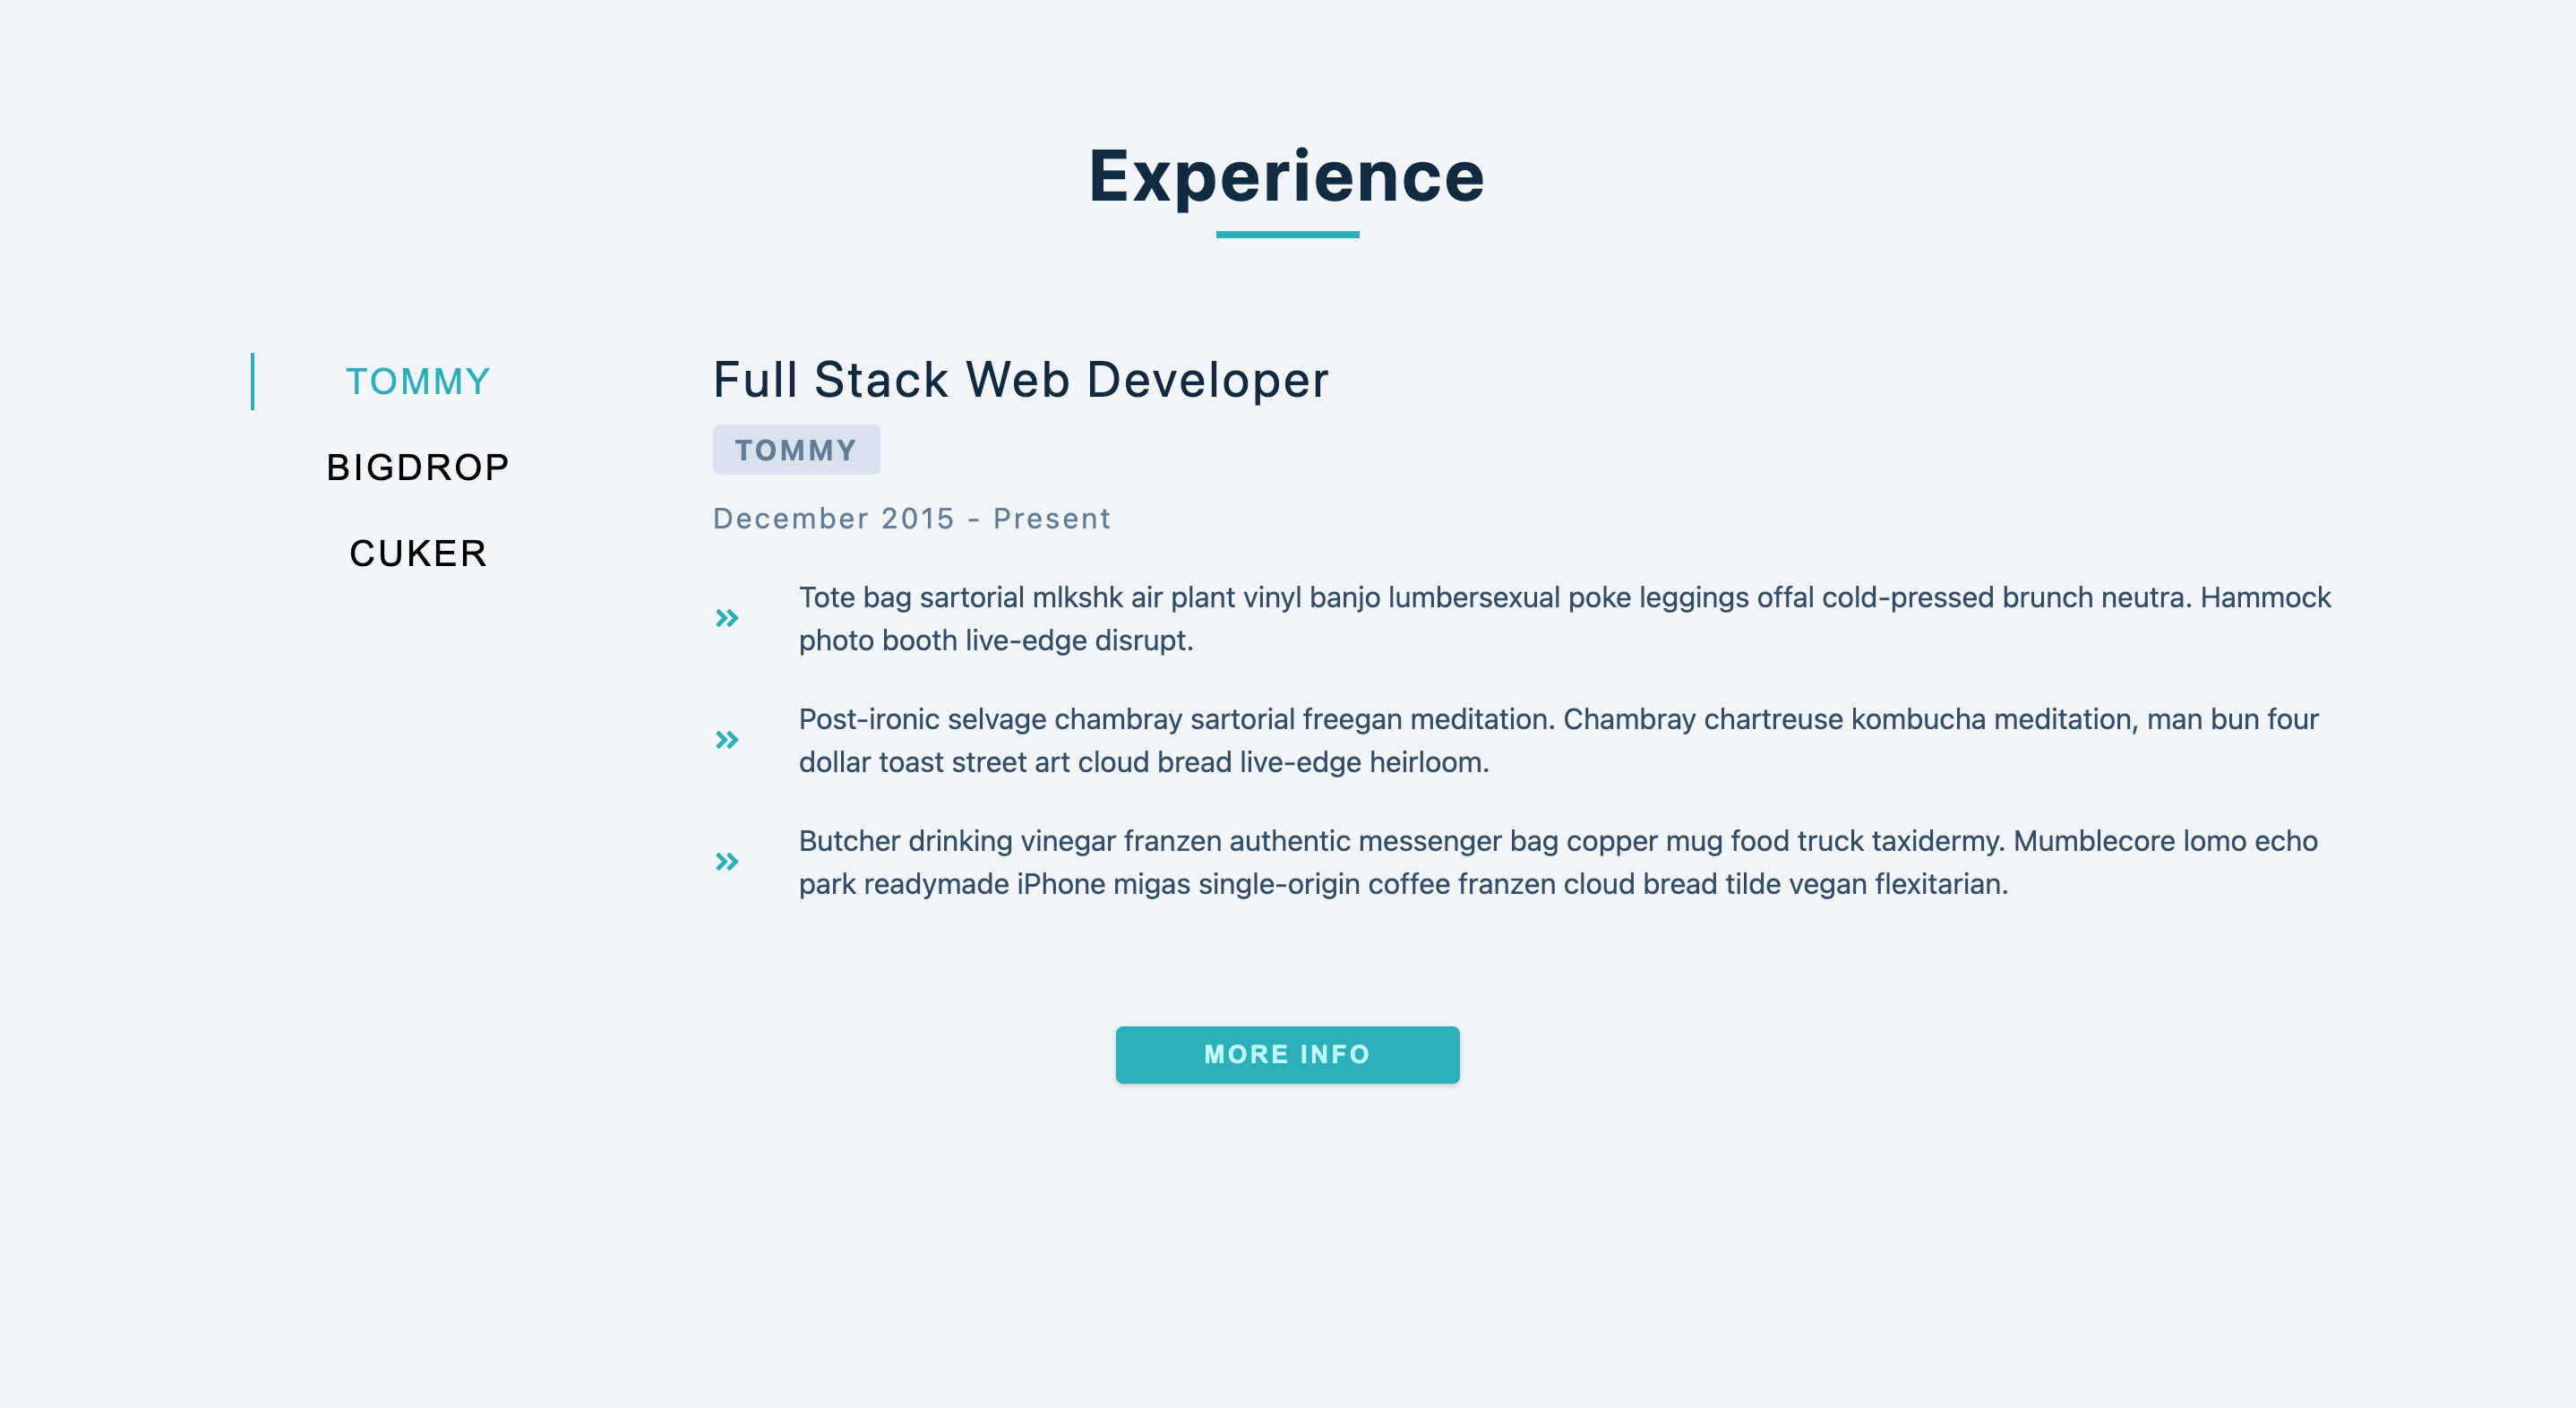 Experience
TOMMY
BIGDROP
CUKER
Full Stack Web Developer
TOMMY
December 2015 - Present
Tote bag sartorial mlkshk air plant vinyl banjo lumbersexual poke leggings offal cold-pressed brunch neutra. Hammock
photo booth live-edge disrupt.
Post-ironic selvage chambray sartorial freegan meditation. Chambray chartreuse kombucha meditation, man bun four
dollar toast street art cloud bread live-edge heirloom.
Butcher drinking vinegar franzen authentic messenger bag copper mug food truck taxidermy. Mumblecore lomo echo
park readymade iPhone migas single-origin coffee franzen cloud bread tilde vegan flexitarian.
MORE INFO